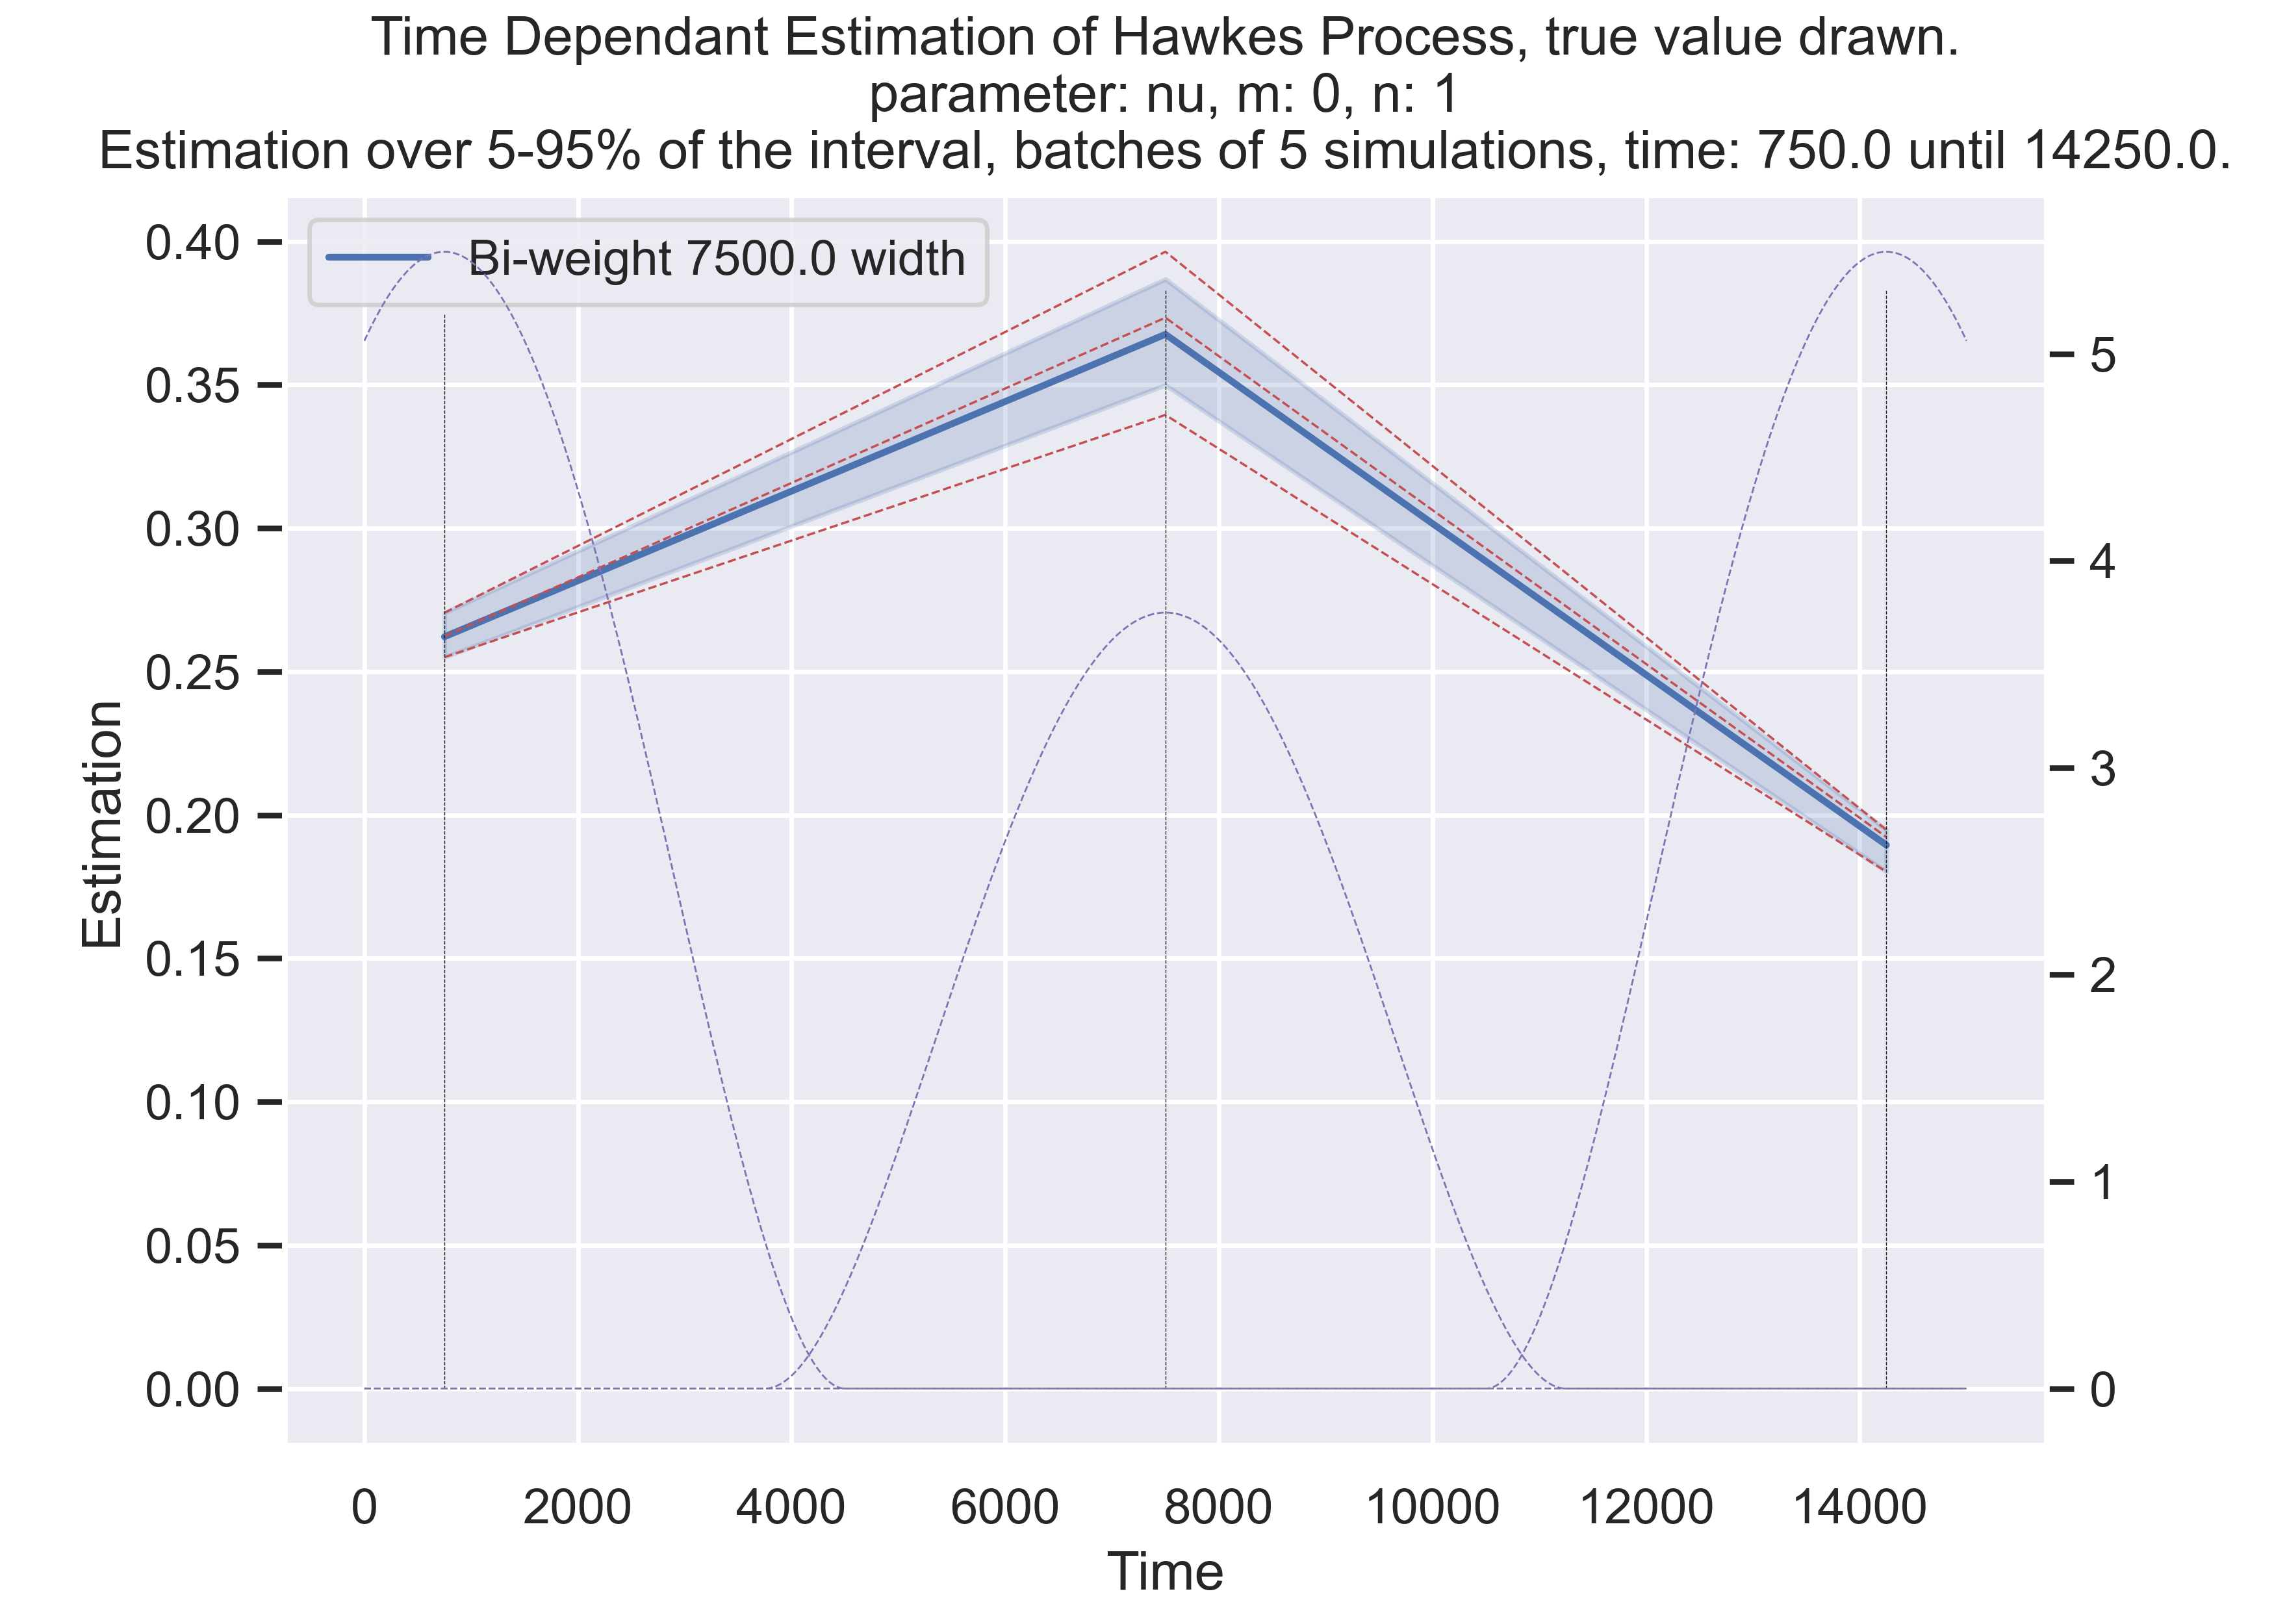 Time Dependant Estimation of Hawkes Process, true value drawn.
parameter: nu, m: 0, n: 1
Estimation over 5-95% of the interval, batches of 5 simulations, time: 750.0 until 14250.0.
Bi-weight 7500.0 width
0.40
0.35
0.30
0.25
0.20
0.15
0.10
0.05
0.00
Estimation
5
4
3
2
1
0
0 2000 4000 6000 8000 10000 12000 14000
Time